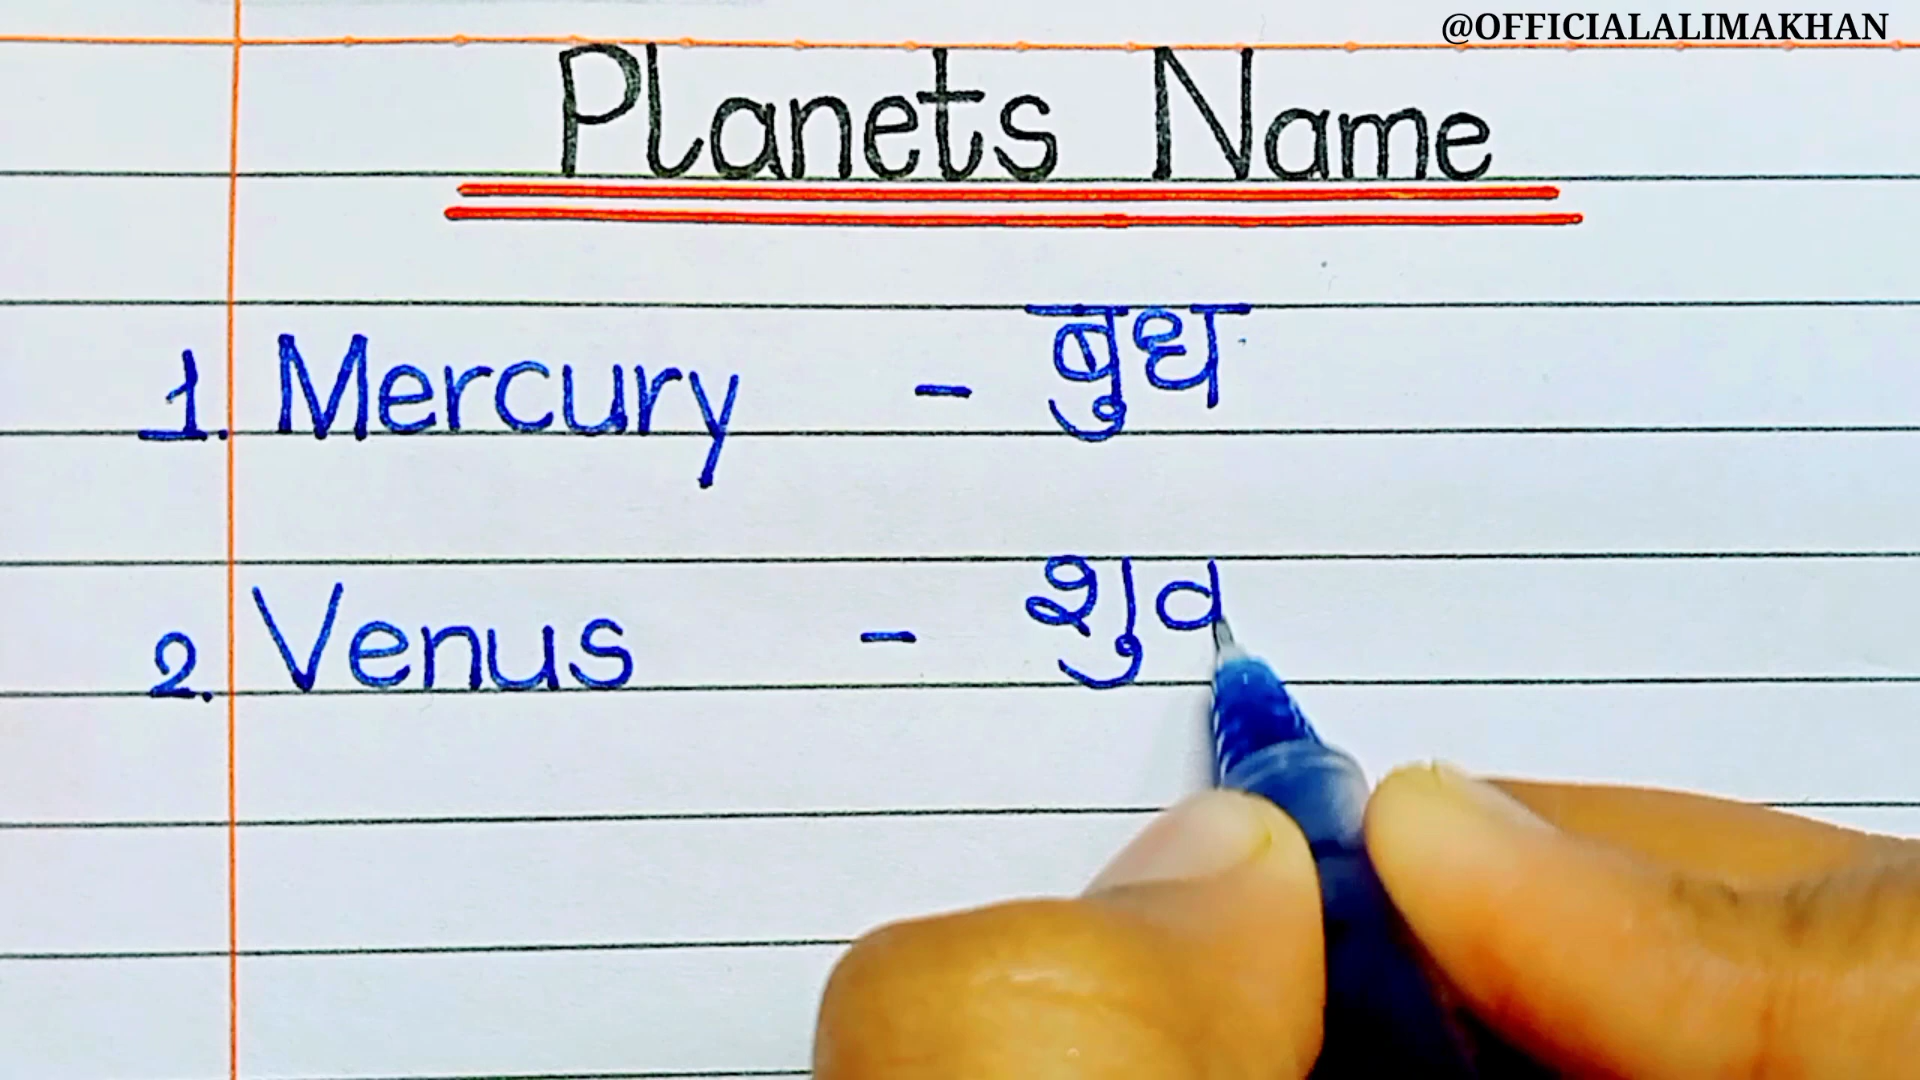 @OFFICIALALIMAKHAN
Planets Name
1. Mercury - बुध
2. Venus - शुव